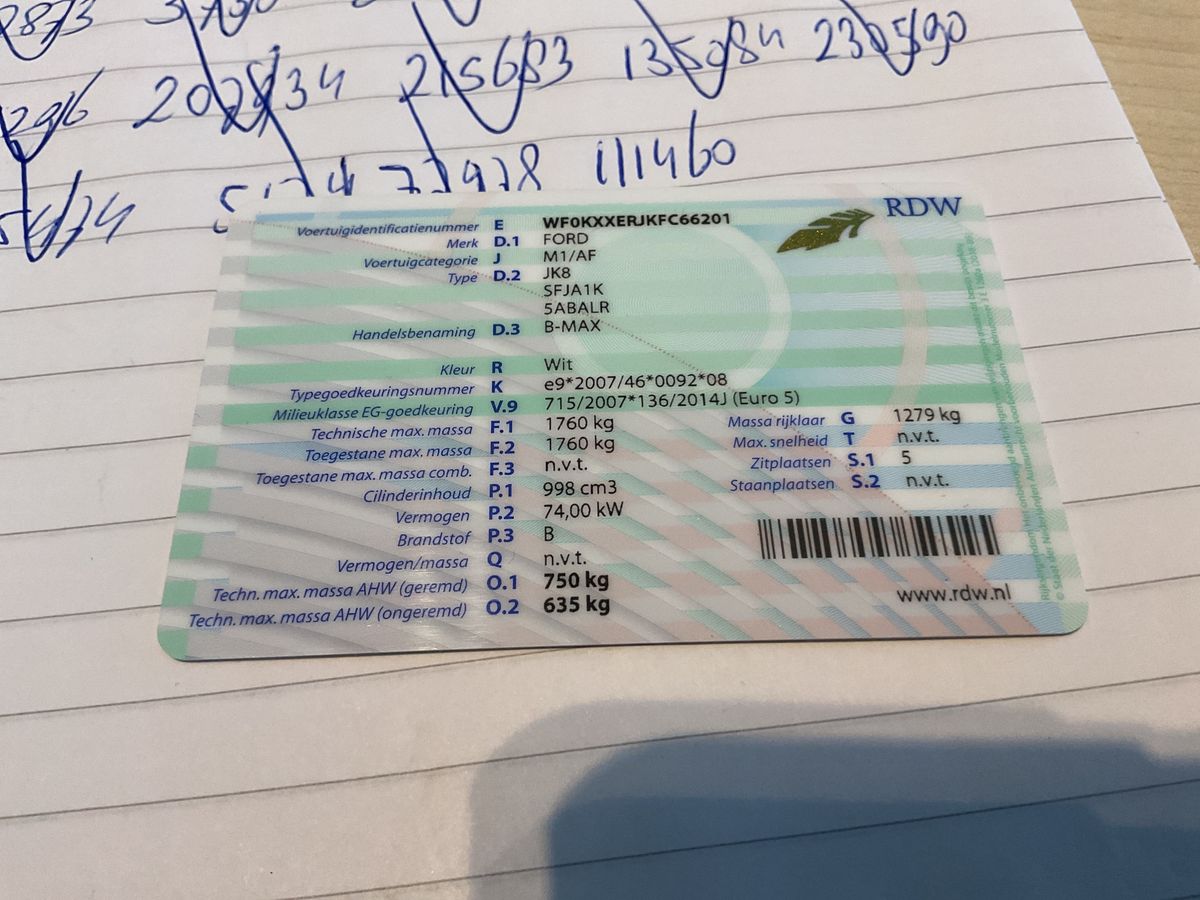 2873
2916 202834 215683 135084 230590
111460
RDW
Voertuigidentificatienummer E WF0KXXERJKFC66201
Merk D.1 FORD
Voertuigcategorie J M1/AF
Type D.2 JK8
SFJA1K
5ABALR
Handelsbenaming D.3 B-MAX
Kleur R Wit
Typegoedkeuringsnummer K e9*2007/46*0092*08
Milieuklasse EG-goedkeuring V.9 715/2007*136/2014J (Euro 5)
Technische max. massa F.1 1760 kg Massa rijklaar G 1279 kg
Toegestane max. massa F.2 1760 kg Max. snelheid T n.v.t.
Toegestane max. massa comb. F.3 n.v.t. Zitplaatsen S.1 5
Cilinderinhoud P.1 998 cm3 Staanplaatsen S.2 n.v.t.
Vermogen P.2 74,00 kW
Brandstof P.3 B
Vermogen/massa Q n.v.t.
Techn. max. massa AHW (geremd) O.1 750 kg
Techn. max. massa AHW (ongeremd) O.2 635 kg
www.rdw.nl